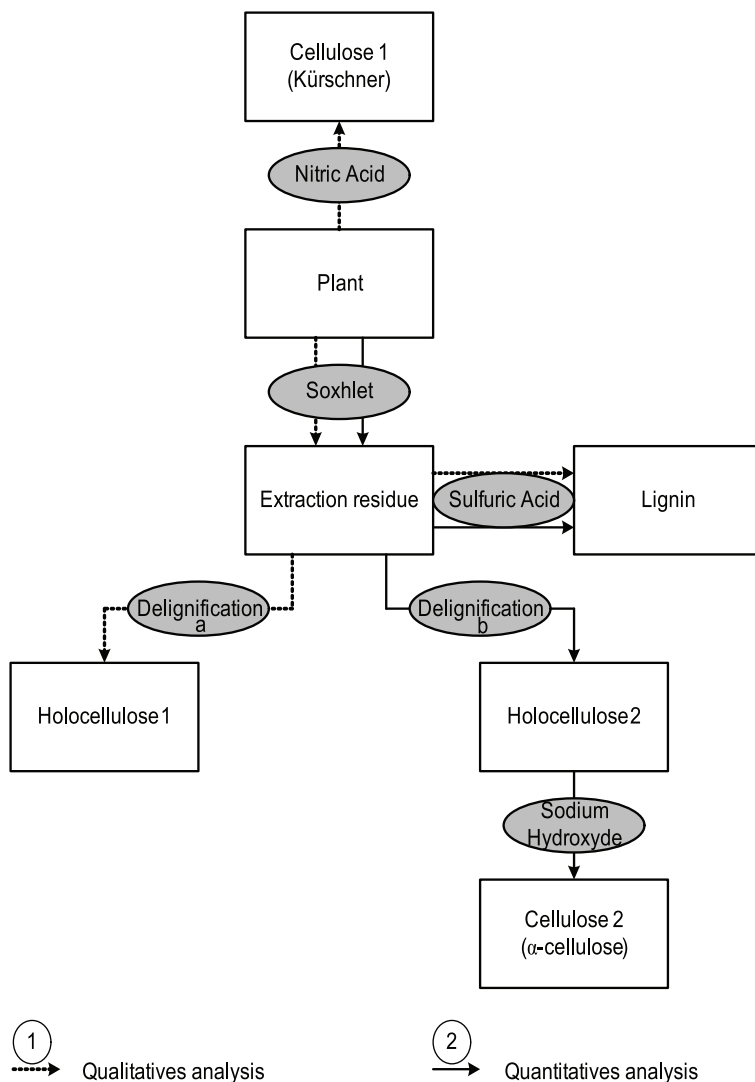 Cellulose 1
(Kürschner)
Nitric Acid
Plant
Soxhlet
Extraction residue
Sulfuric Acid
Lignin
Delignification
a
Delignification
b
Holocellulose 1
Holocellulose 2
Sodium
Hydroxyde
Cellulose 2
(α-cellulose)
1
Qualitatives analysis
2
Quantitatives analysis